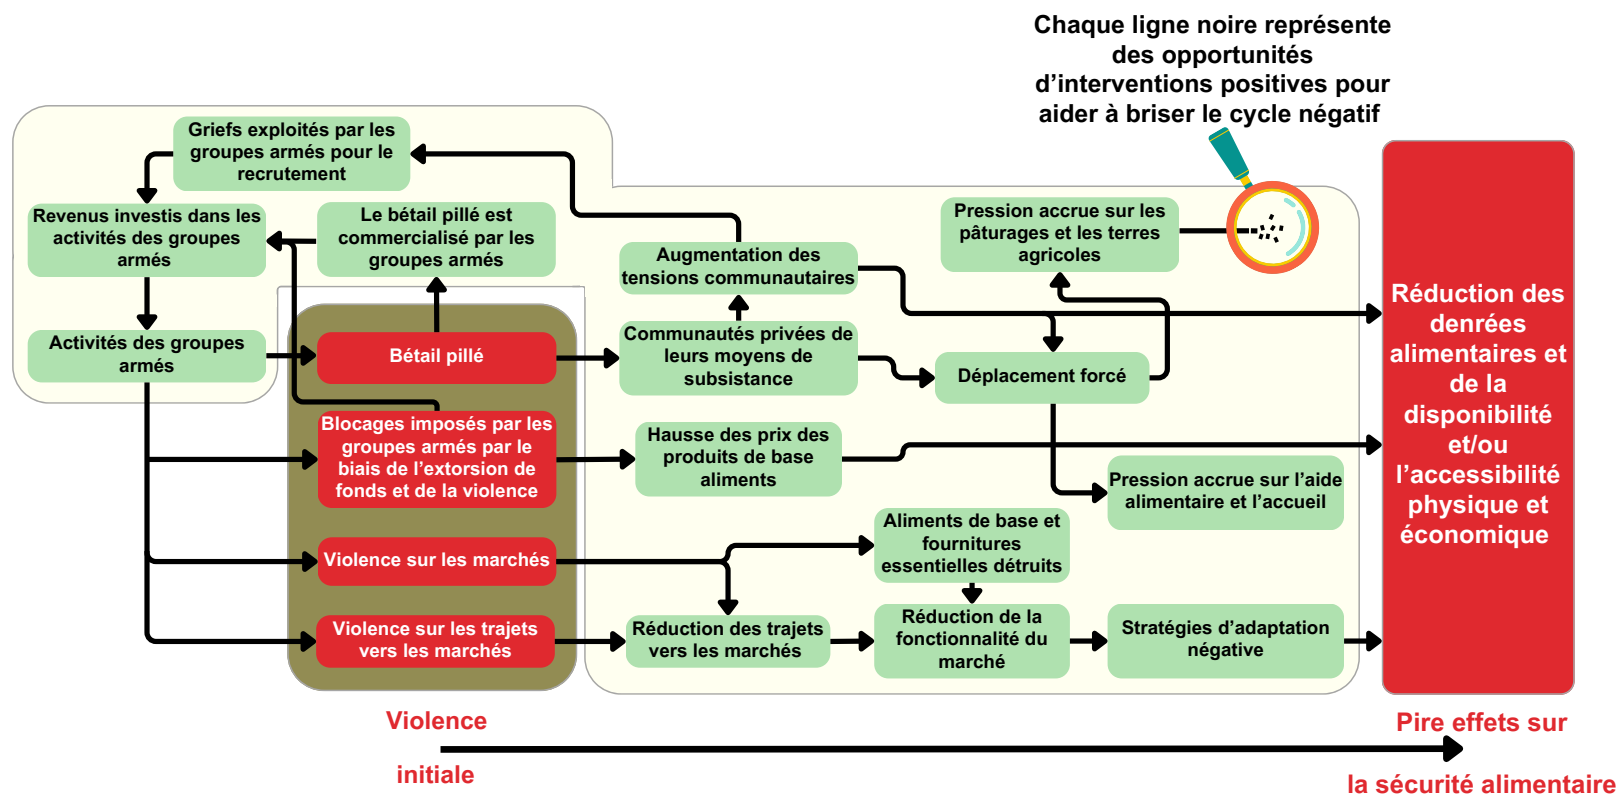 Chaque ligne noire représente
des opportunités
d’interventions positives pour
aider à briser le cycle négatif
Griefs exploités par les
groupes armés pour le
recrutement
Revenus investis dans les
activités des groupes
armés
Le bétail pillé est
commercialisé par les
groupes armés
Activités des groupes
armés
Bétail pillé
Blocages imposés par les
groupes armés par le
biais de l’extorsion de
fonds et de la violence
Violence sur les marchés
Violence sur les trajets
vers les marchés
Augmentation des
tensions communautaires
Communautés privées de
leurs moyens de
subsistance
Hausse des prix des
produits de base
aliments
Réduction des trajets
vers les marchés
Pression accrue sur les
pâturages et les terres
agricoles
Déplacement forcé
Pression accrue sur l’aide
alimentaire et l’accueil
Aliments de base et
fournitures
essentielles détruits
Réduction de la
fonctionnalité du
marché
Stratégies d’adaptation
négative
Réduction des
denrées
alimentaires et
de la
disponibilité
et/ou
l’accessibilité
physique et
économique
Violence
initiale
Pire effets sur
la sécurité alimentaire